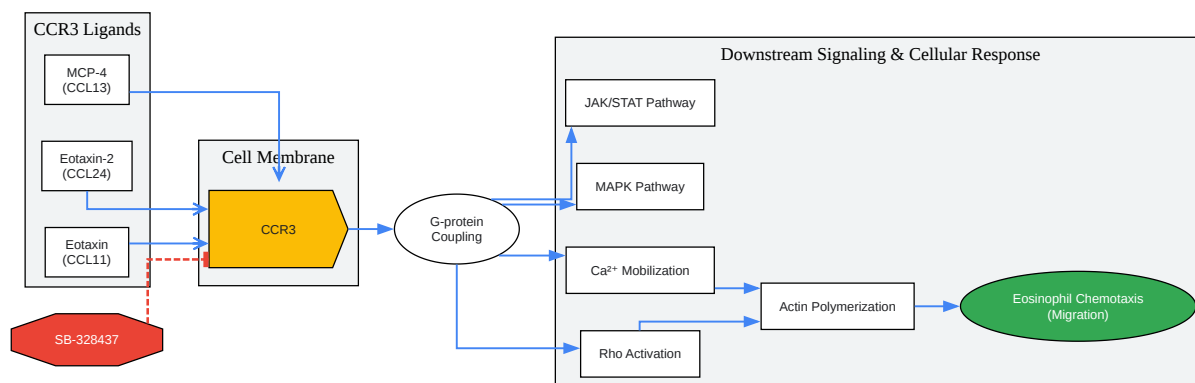 CCR3 Ligands
MCP-4
(CCL13)
Eotaxin-2
(CCL24)
Eotaxin
(CCL11)
SB-328437
Cell Membrane
CCR3
G-protein
Coupling
Downstream Signaling & Cellular Response
JAK/STAT Pathway
MAPK Pathway
Ca²⁺ Mobilization
Rho Activation
Actin Polymerization
Eosinophil Chemotaxis
(Migration)